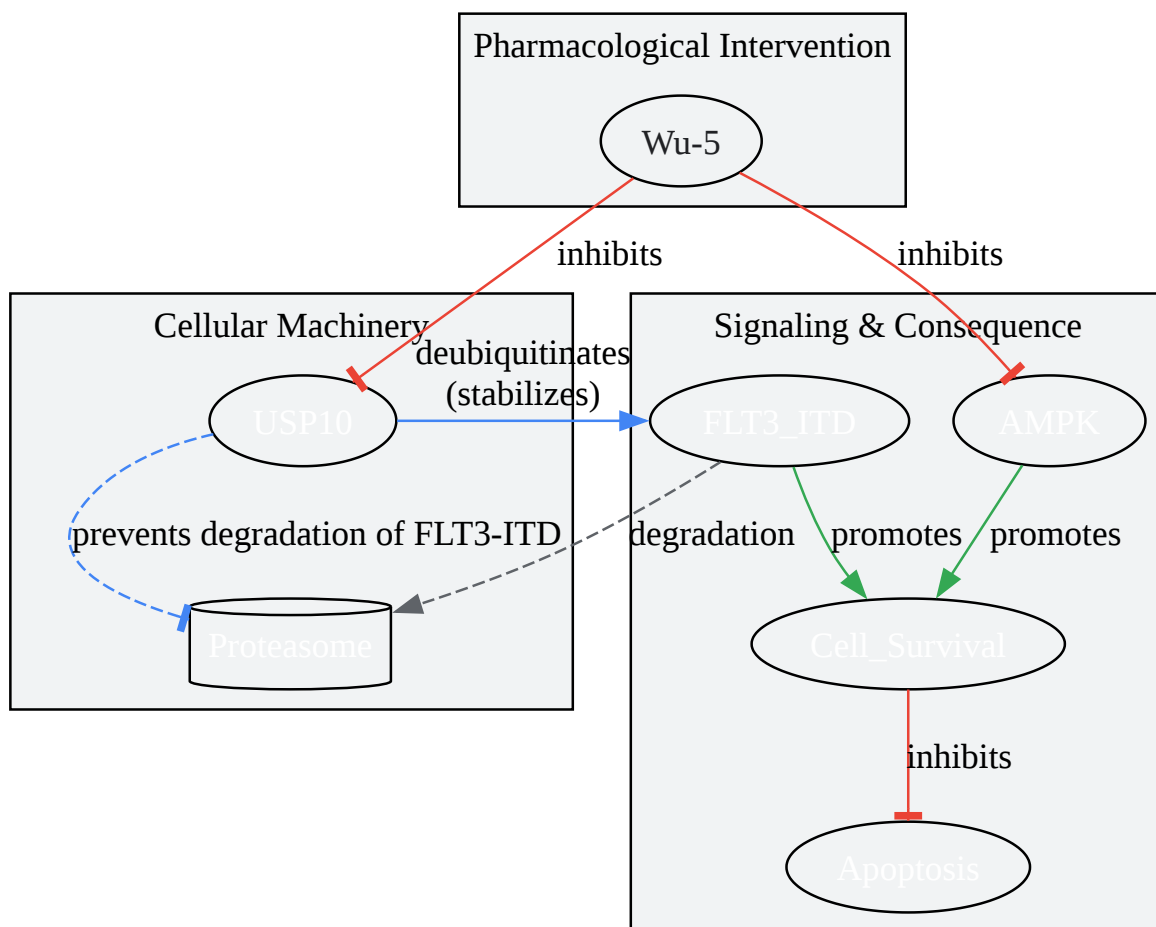 Pharmacological Intervention
Wu-5
inhibits
inhibits
Cellular Machinery
Signaling & Consequence
deubiquitinates
(stabilizes)
USP10
FLT3_ITD
AMPK
prevents degradation of FLT3-ITD
degradation
promotes
promotes
Proteasome
Cell_Survival
inhibits
Apoptosis